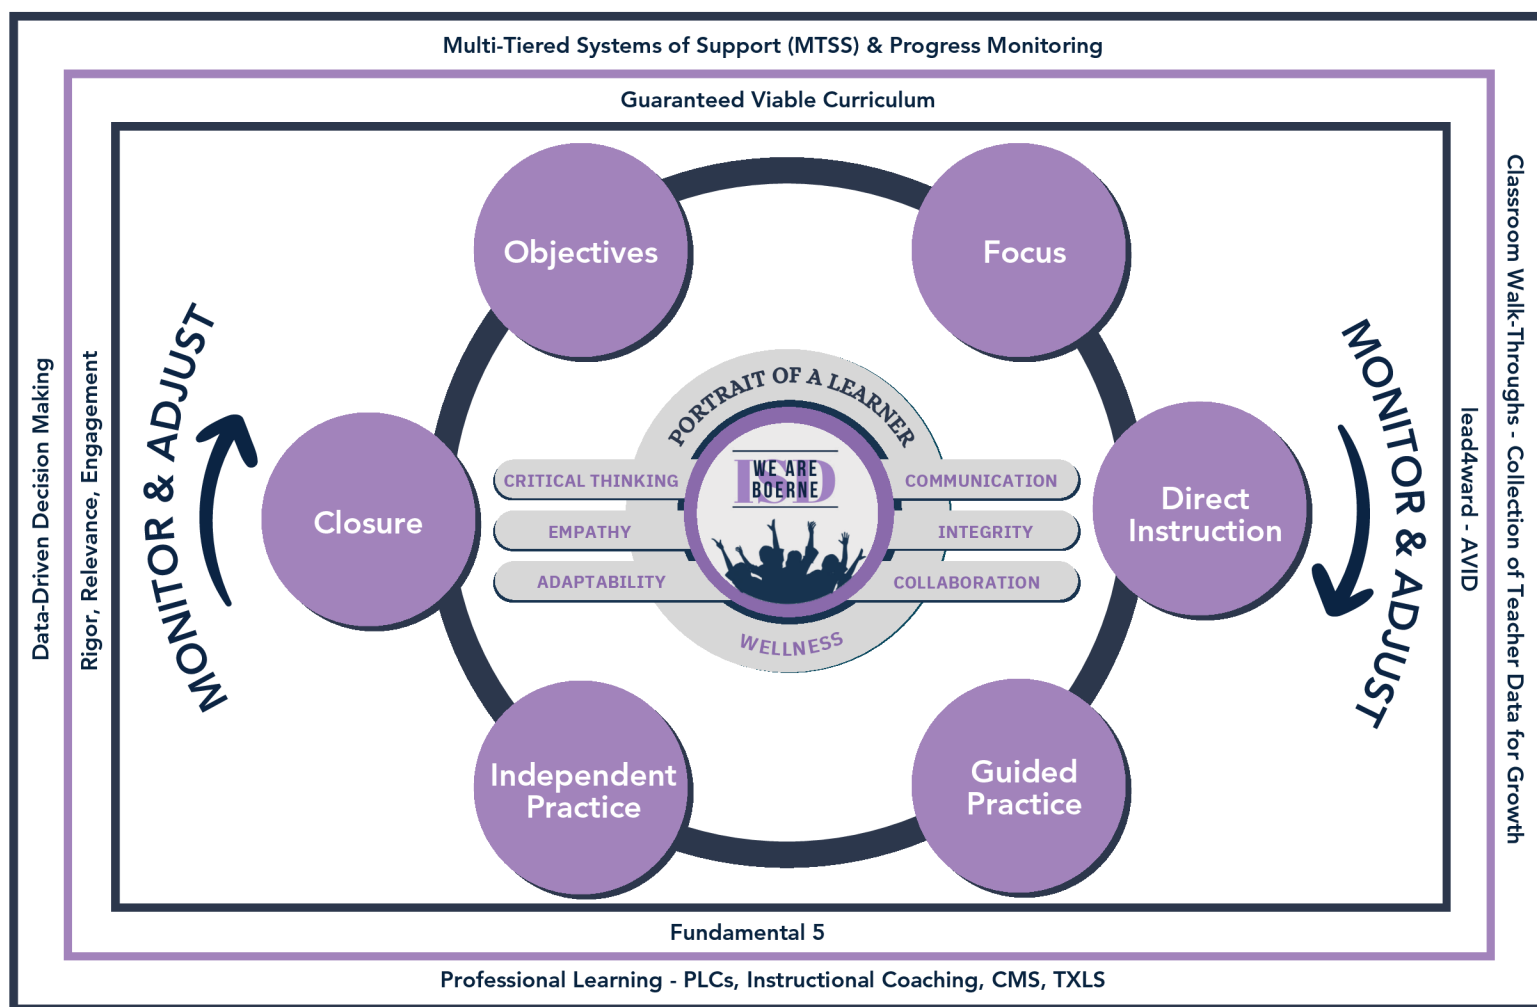 Multi-Tiered Systems of Support (MTSS) & Progress Monitoring
Guaranteed Viable Curriculum
Data-Driven Decision Making
Rigor, Relevance, Engagement
MONITOR & ADJUST
Objectives
Focus
Closure
Direct
Instruction
Independent
Practice
Guided
Practice
PORTRAIT OF A LEARNER
CRITICAL THINKING
EMPATHY
ADAPTABILITY
ISD
WE ARE
BOERNE
COMMUNICATION
INTEGRITY
COLLABORATION
WELLNESS
MONITOR & ADJUST
lead4ward - AVID
Classroom Walk-Throughs - Collection of Teacher Data for Growth
Fundamental 5
Professional Learning - PLCs, Instructional Coaching, CMS, TXLS